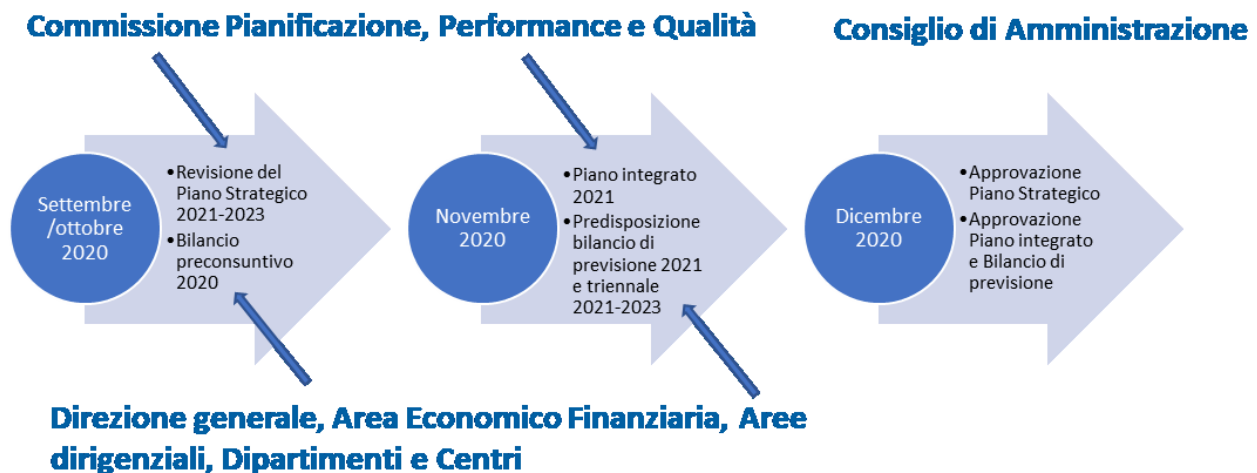 Commissione Pianificazione, Performance e Qualità
Consiglio di Amministrazione
Settembre
/ottobre
2020
•Revisione del
Piano Strategico
2021-2023
•Bilancio
preconsuntivo
2020
Novembre
2020
•Piano integrato
2021
•Predisposizione
bilancio di
previsione 2021
e triennale
2021-2023
Dicembre
2020
•Approvazione
Piano Strategico
•Approvazione
Piano integrato
e Bilancio di
previsione
Direzione generale, Area Economico Finanziaria, Aree
dirigenziali, Dipartimenti e Centri